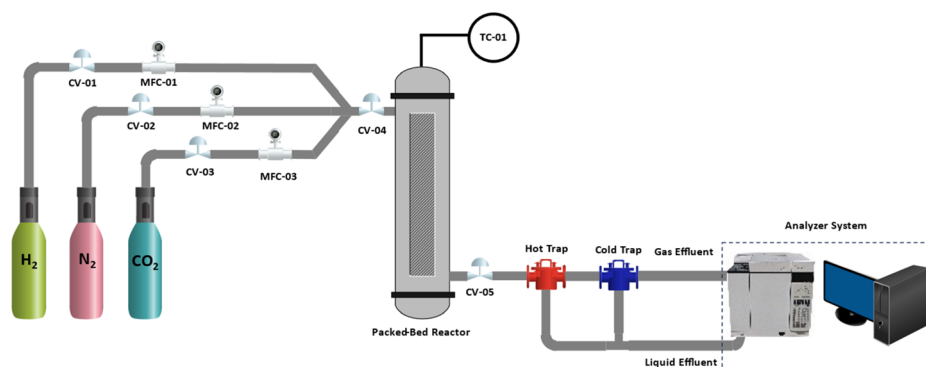 TC-01
CV-01
MFC-01
CV-02
MFC-02
CV-04
CV-03
MFC-03
H₂
N₂
CO₂
Analyzer System
Hot Trap
Cold Trap
Gas Effluent
CV-05
Packed-Bed Reactor
Liquid Effluent